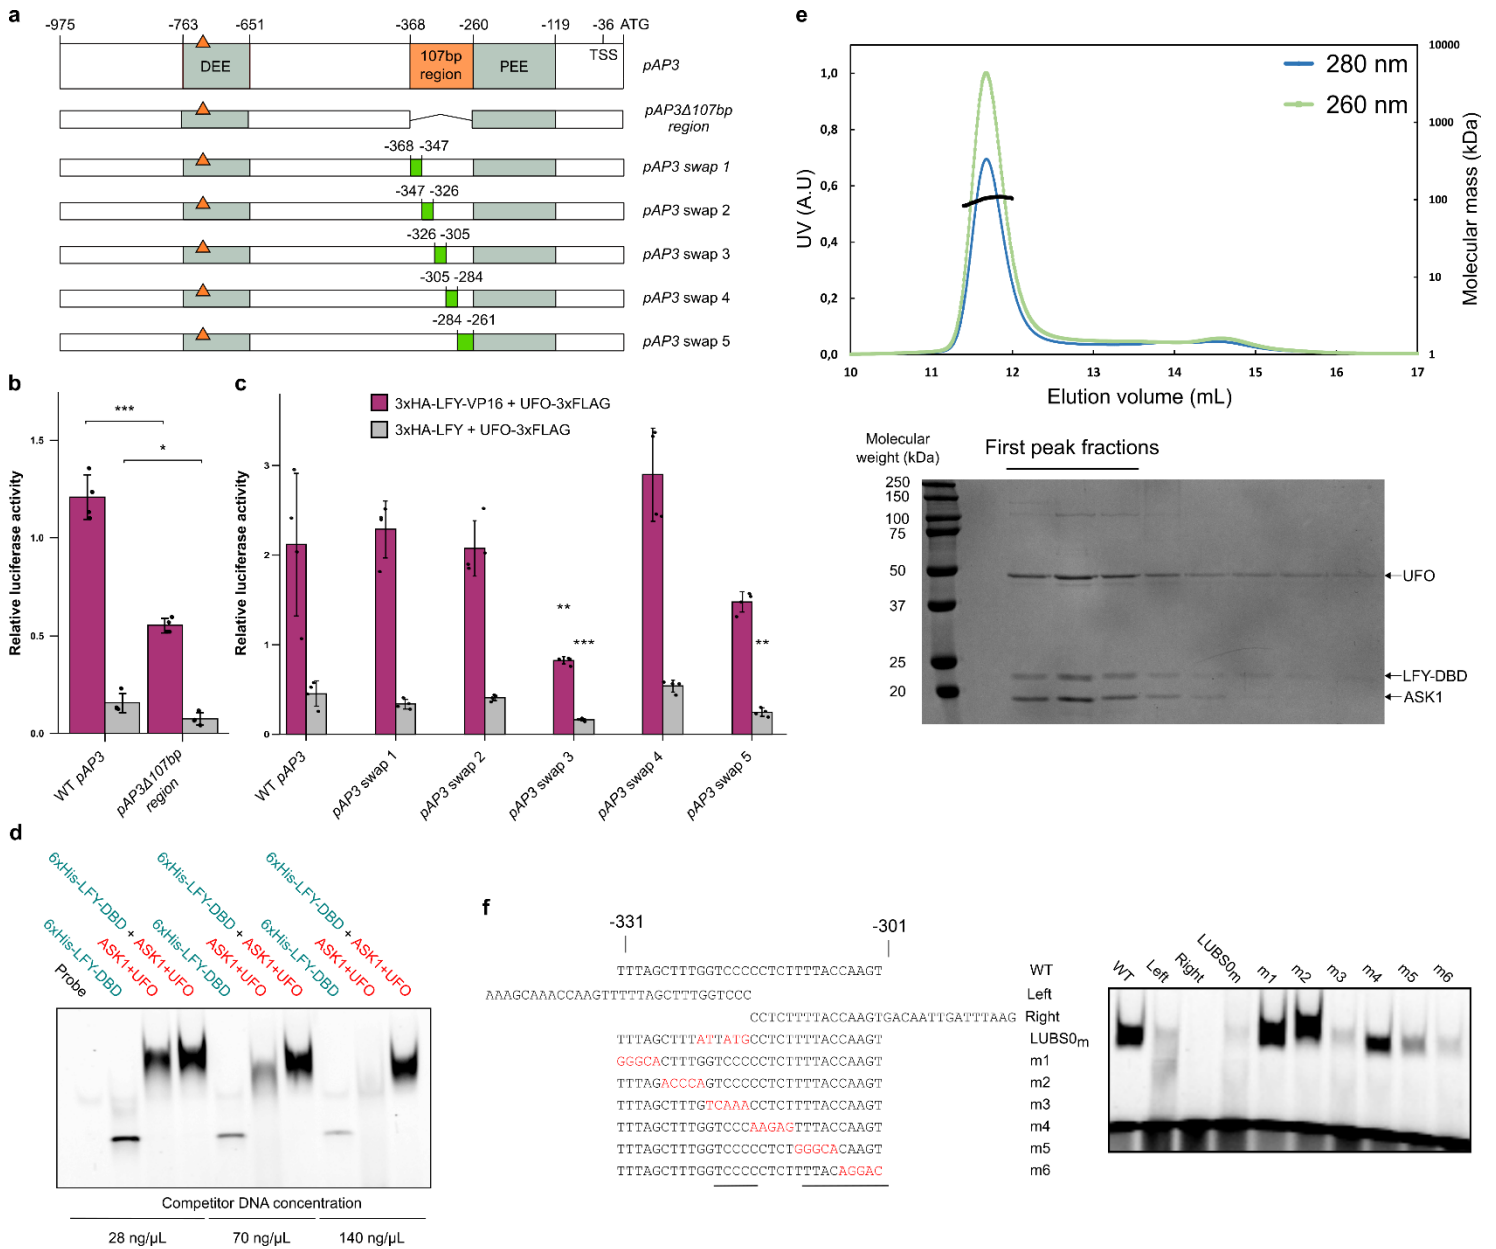 a
-975
-763
-651
-368
-260
-119
-36
ATG
DEE
107bp
region
PEE
TSS
pAP3
pAP3Δ107bp
region
-368
-347
pAP3 swap 1
-347
-326
pAP3 swap 2
-326
-305
pAP3 swap 3
-305
-284
pAP3 swap 4
-284
-261
pAP3 swap 5
b
Relative luciferase activity
1.5
1.0
0.5
0.0
***
*
WT pAP3
pAP3Δ107bp
region
c
3xHA-LFY-VP16 + UFO-3xFLAG
3xHA-LFY + UFO-3xFLAG
Relative luciferase activity
3
2
1
0
**
***
**
WT pAP3
pAP3 swap 1
pAP3 swap 2
pAP3 swap 3
pAP3 swap 4
pAP3 swap 5
d
Probe
6xHis-LFY-DBD
ASK1+UFO
6xHis-LFY-DBD + ASK1+UFO
6xHis-LFY-DBD
ASK1+UFO
6xHis-LFY-DBD + ASK1+UFO
6xHis-LFY-DBD
ASK1+UFO
6xHis-LFY-DBD + ASK1+UFO
Competitor DNA concentration
28 ng/µL
70 ng/µL
140 ng/µL
e
280 nm
260 nm
UV (A.U)
1,0
0,8
0,6
0,4
0,2
0,0
10000
1000
100
10
1
Molecular mass (kDa)
10
11
12
13
14
15
16
17
Elution volume (mL)
Molecular
weight (kDa)
First peak fractions
250
150
100
75
50
37
25
20
UFO
LFY-DBD
ASK1
f
-331
-301
TTTAGCTTTGGTCCCCCTCTTTTACCAAGT WT
AAAGCAAACCAAGTTTTTAGCTTTGGTCCC Left
CCTCTTTTACCAAGTGACAATTGATTTAAG Right
TTTAGCTTTATTATGCCTCTTTTACCAAGT LUBS0m
GGGCACTTTGGTCCCCCTCTTTTACCAAGT m1
TTTAGACCCAGTCCCCCTCTTTTACCAAGT m2
TTTAGCTTTGTCAAACCTCTTTTACCAAGT m3
TTTAGCTTTGGTCCCAAGAGTTTACCAAGT m4
TTTAGCTTTGGTCCCCCTCTGGGCACAAGT m5
TTTAGCTTTGGTCCCCCTCTTTTACAGGAC m6
WT
Left
Right
LUBS0m
m1
m2
m3
m4
m5
m6